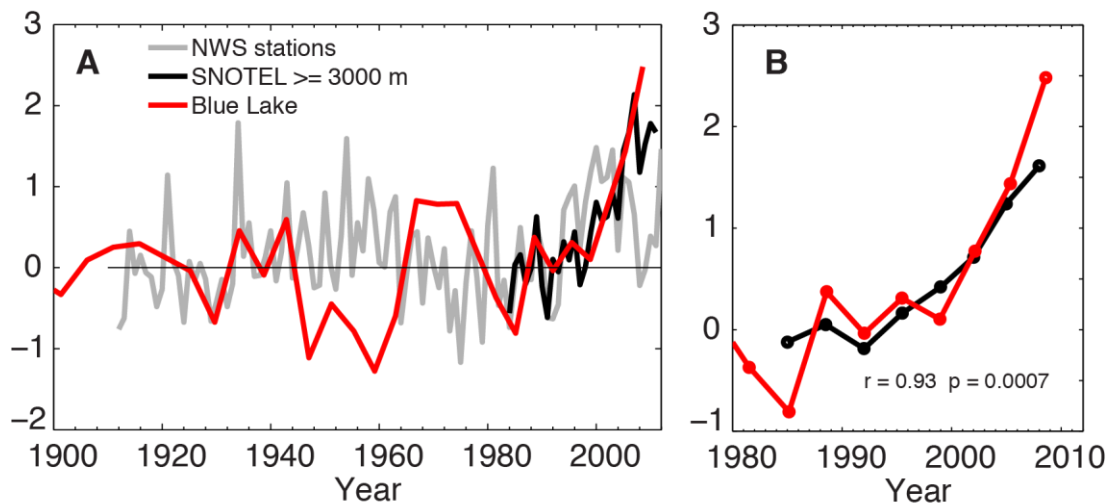 A
NWS stations
SNOTEL >= 3000 m
Blue Lake
3
2
1
0
−1
−2
1900 1920 1940 1960 1980 2000
Year
B
3
2
1
0
−1
r = 0.93 p = 0.0007
1980 1990 2000 2010
Year